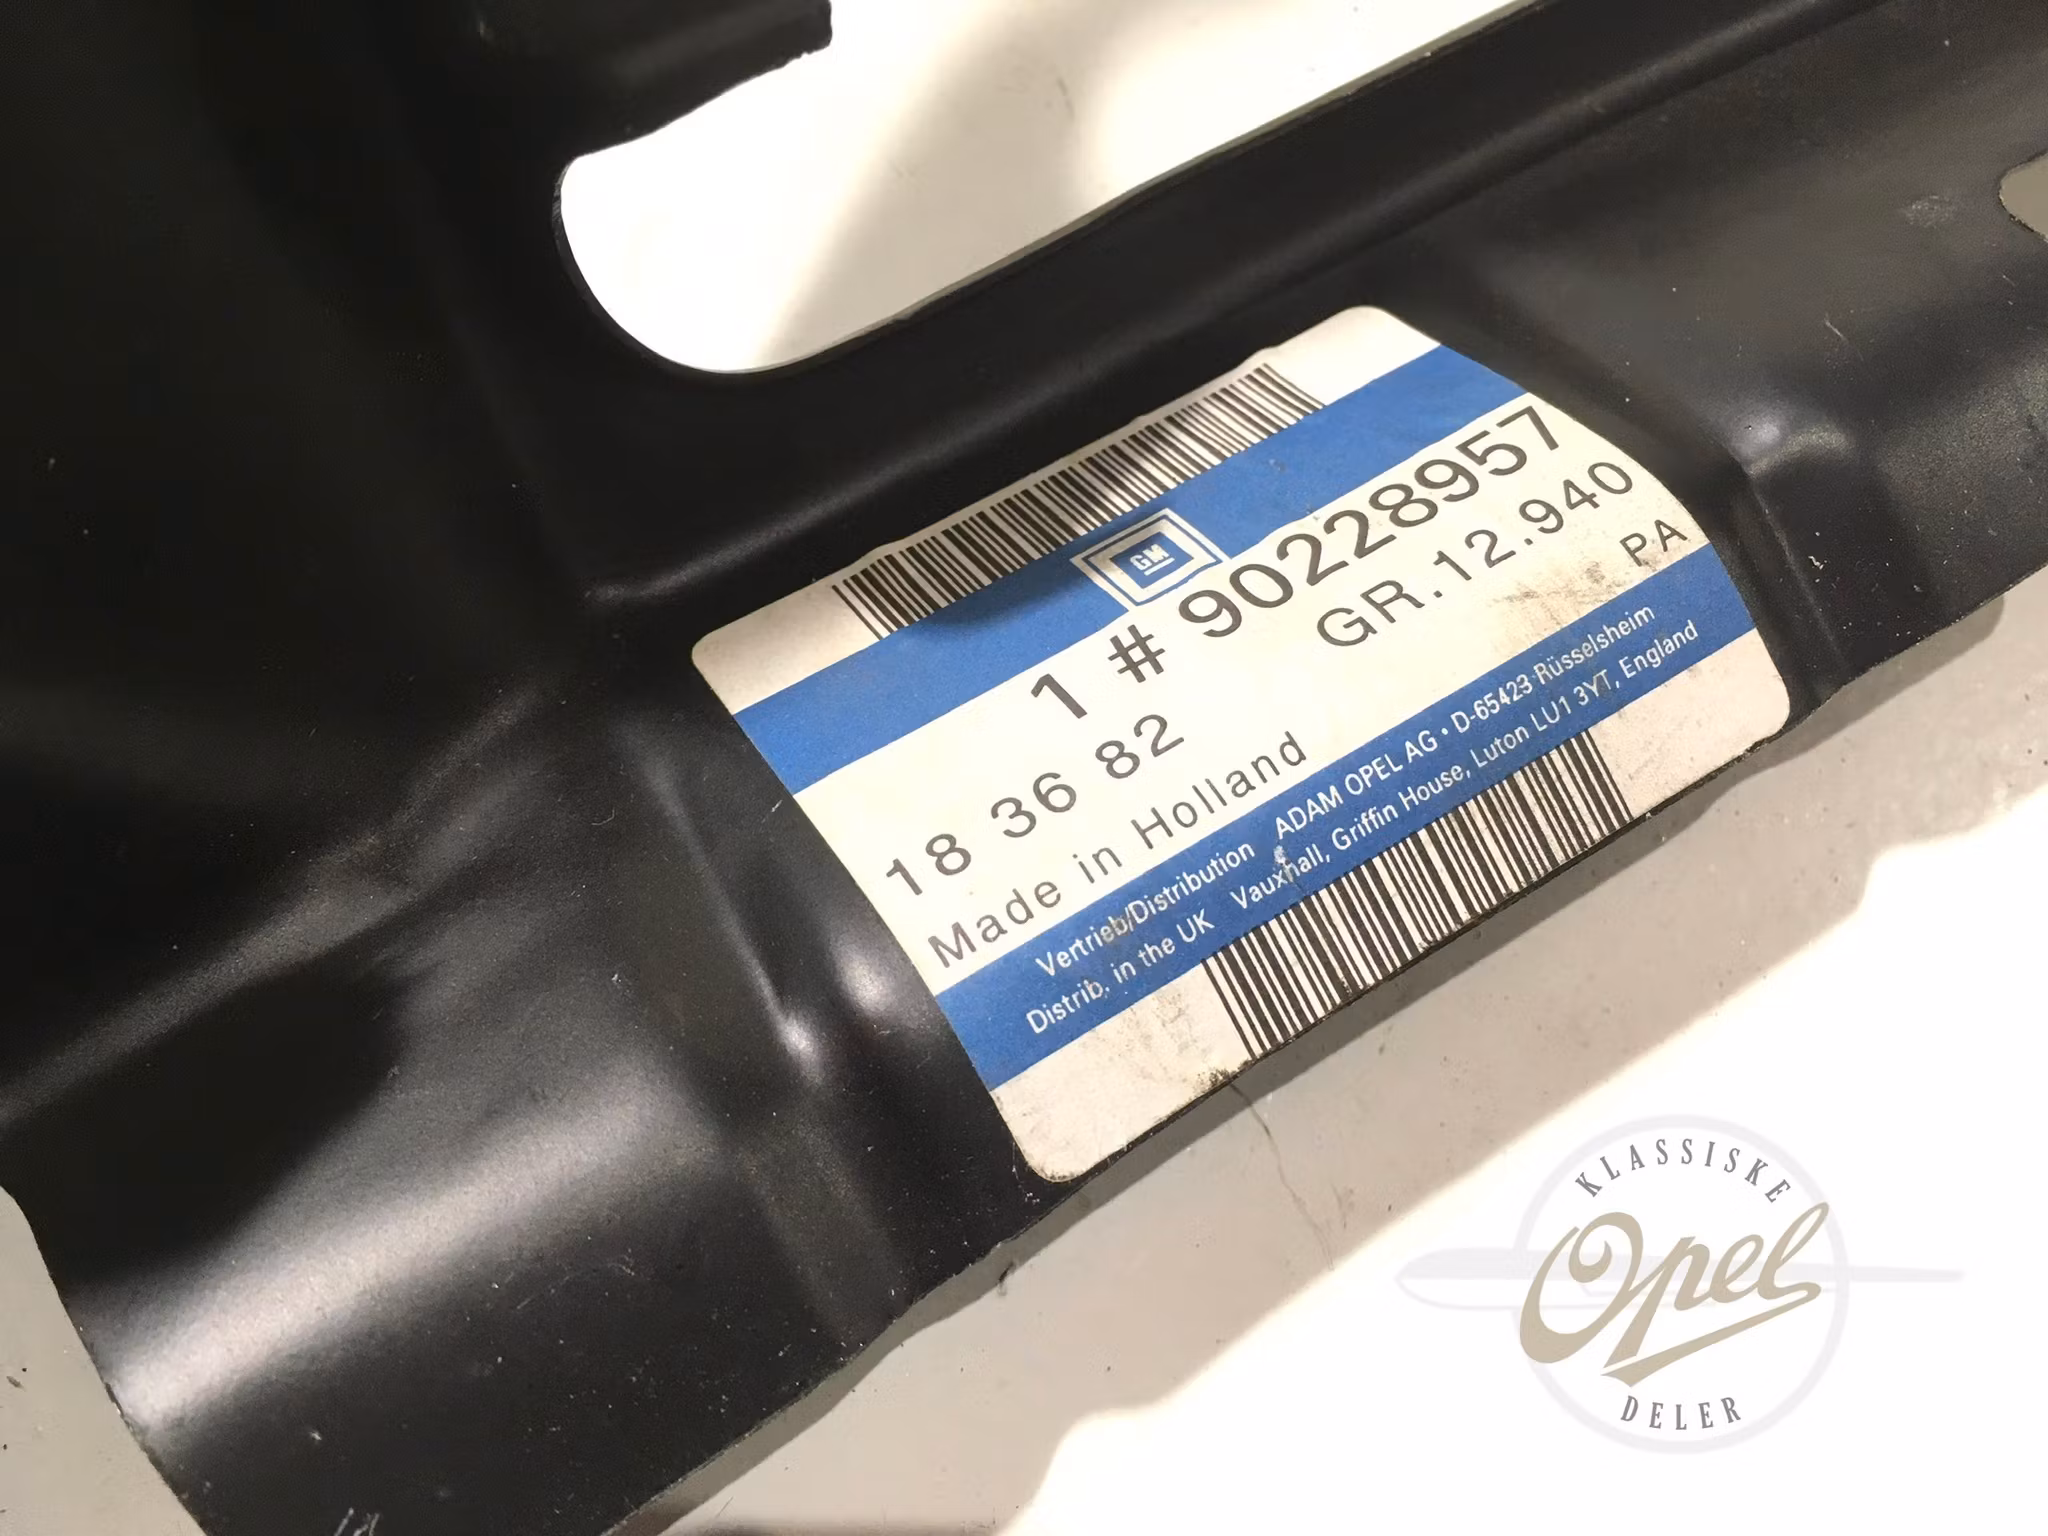 GM
1 # 90228957
GR.12.940
18 36 82
PA
Made in Holland
Vertrieb/Distribution ADAM OPEL AG • D-65423 Rüsselsheim
Distrib. in the UK Vauxhall, Griffin House, Luton LU1 3YT, England
KLASSISKE
Opel
DELER